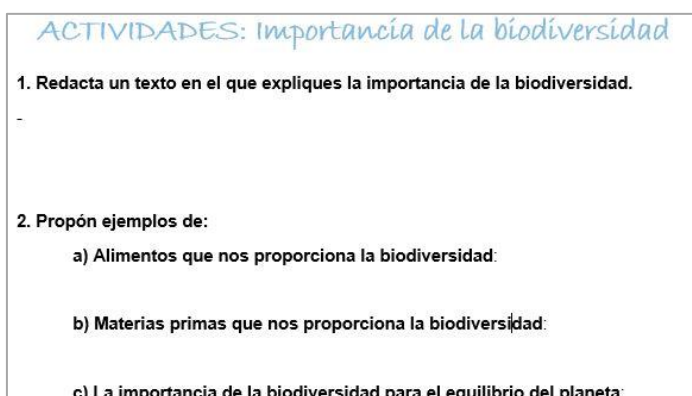 ACTIVIDADES: Importancia de la biodiversidad
1. Redacta un texto en el que expliques la importancia de la biodiversidad.
-
2. Propón ejemplos de:
a) Alimentos que nos proporciona la biodiversidad:
b) Materias primas que nos proporciona la biodiversidad:
c) La importancia de la biodiversidad para el equilibrio del planeta: